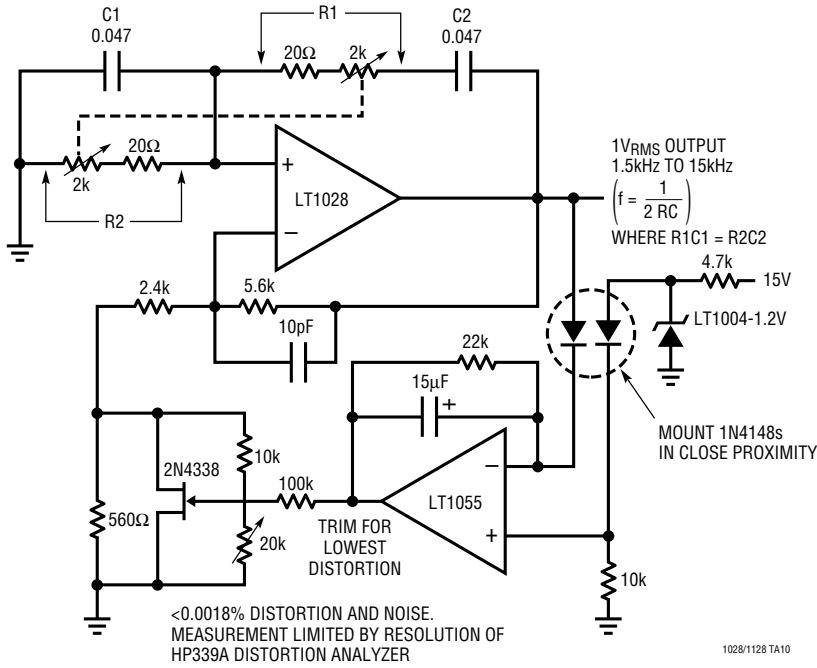 C1
0.047
R1
20Ω
2k
C2
0.047
20Ω
2k
R2
+
−
LT1028
1VRMS OUTPUT
1.5kHz TO 15kHz
(f = 1
2 RC)
WHERE R1C1 = R2C2
4.7k
15V
LT1004-1.2V
2.4k
5.6k
10pF
22k
15µF
+
MOUNT 1N4148s
IN CLOSE PROXIMITY
2N4338
10k
100k
−
LT1055
+
560Ω
20k
TRIM FOR
LOWEST
DISTORTION
10k
<0.0018% DISTORTION AND NOISE.
MEASUREMENT LIMITED BY RESOLUTION OF
HP339A DISTORTION ANALYZER
1028/1128 TA10